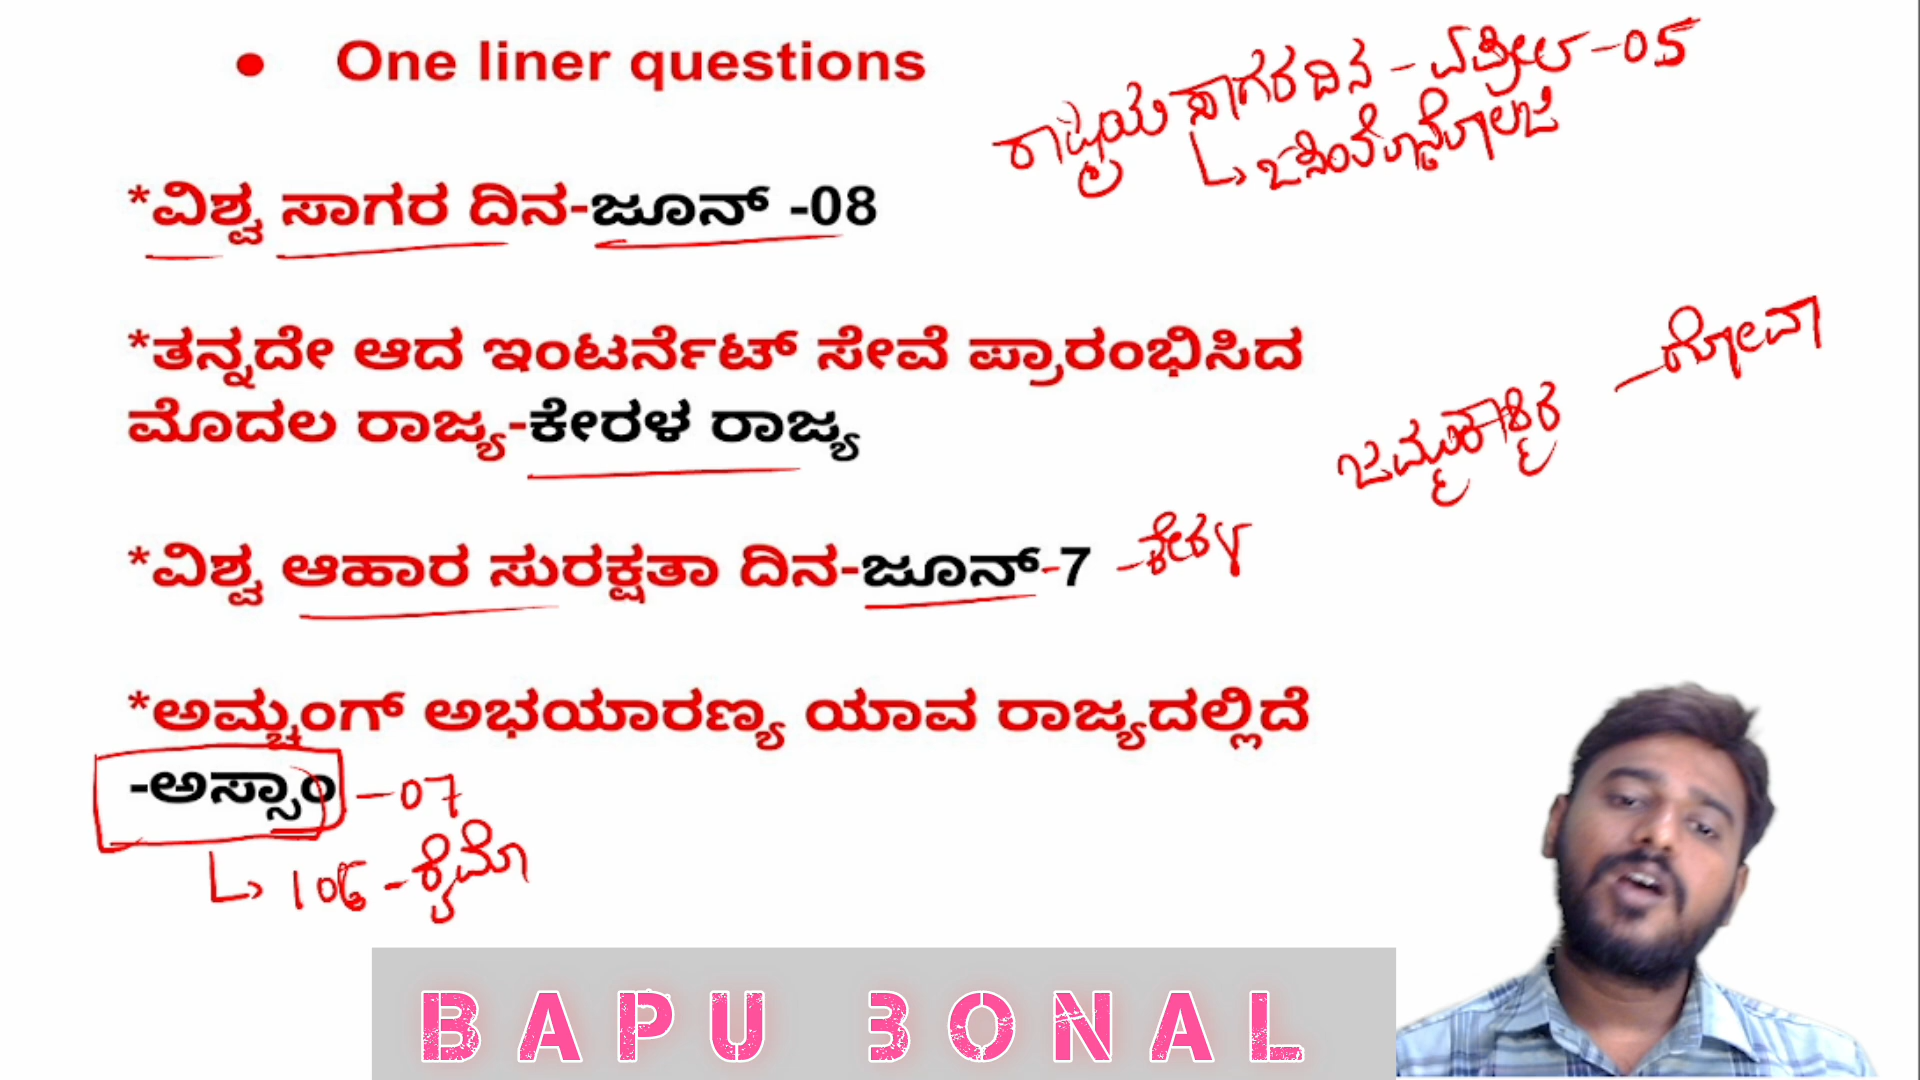 ● One liner questions
ರಾಷ್ಟ್ರೀಯ ಸಾಗರ ದಿನ - ಏಪ್ರೀಲ್ - 05
*ವಿಶ್ವ ಸಾಗರ ದಿನ-ಜೂನ್ -08
*ತನ್ನದೇ ಆದ ಇಂಟರ್ನೆಟ್ ಸೇವೆ ಪ್ರಾರಂಭಿಸಿದ
ಮೊದಲ ರಾಜ್ಯ-ಕೇರಳ ರಾಜ್ಯ
- ಗೋವಾ
ಜಮ್ಮುಕಾಶ್ಮೀರ
*ವಿಶ್ವ ಆಹಾರ ಸುರಕ್ಷತಾ ದಿನ-ಜೂನ್-7 - ಕೇರಳ
*ಅಮ್ಚಂಗ್ ಅಭಯಾರಣ್ಯ ಯಾವ ರಾಜ್ಯದಲ್ಲಿದೆ
-ಅಸ್ಸಾಂ - 07
106 -
BAPU BONAL